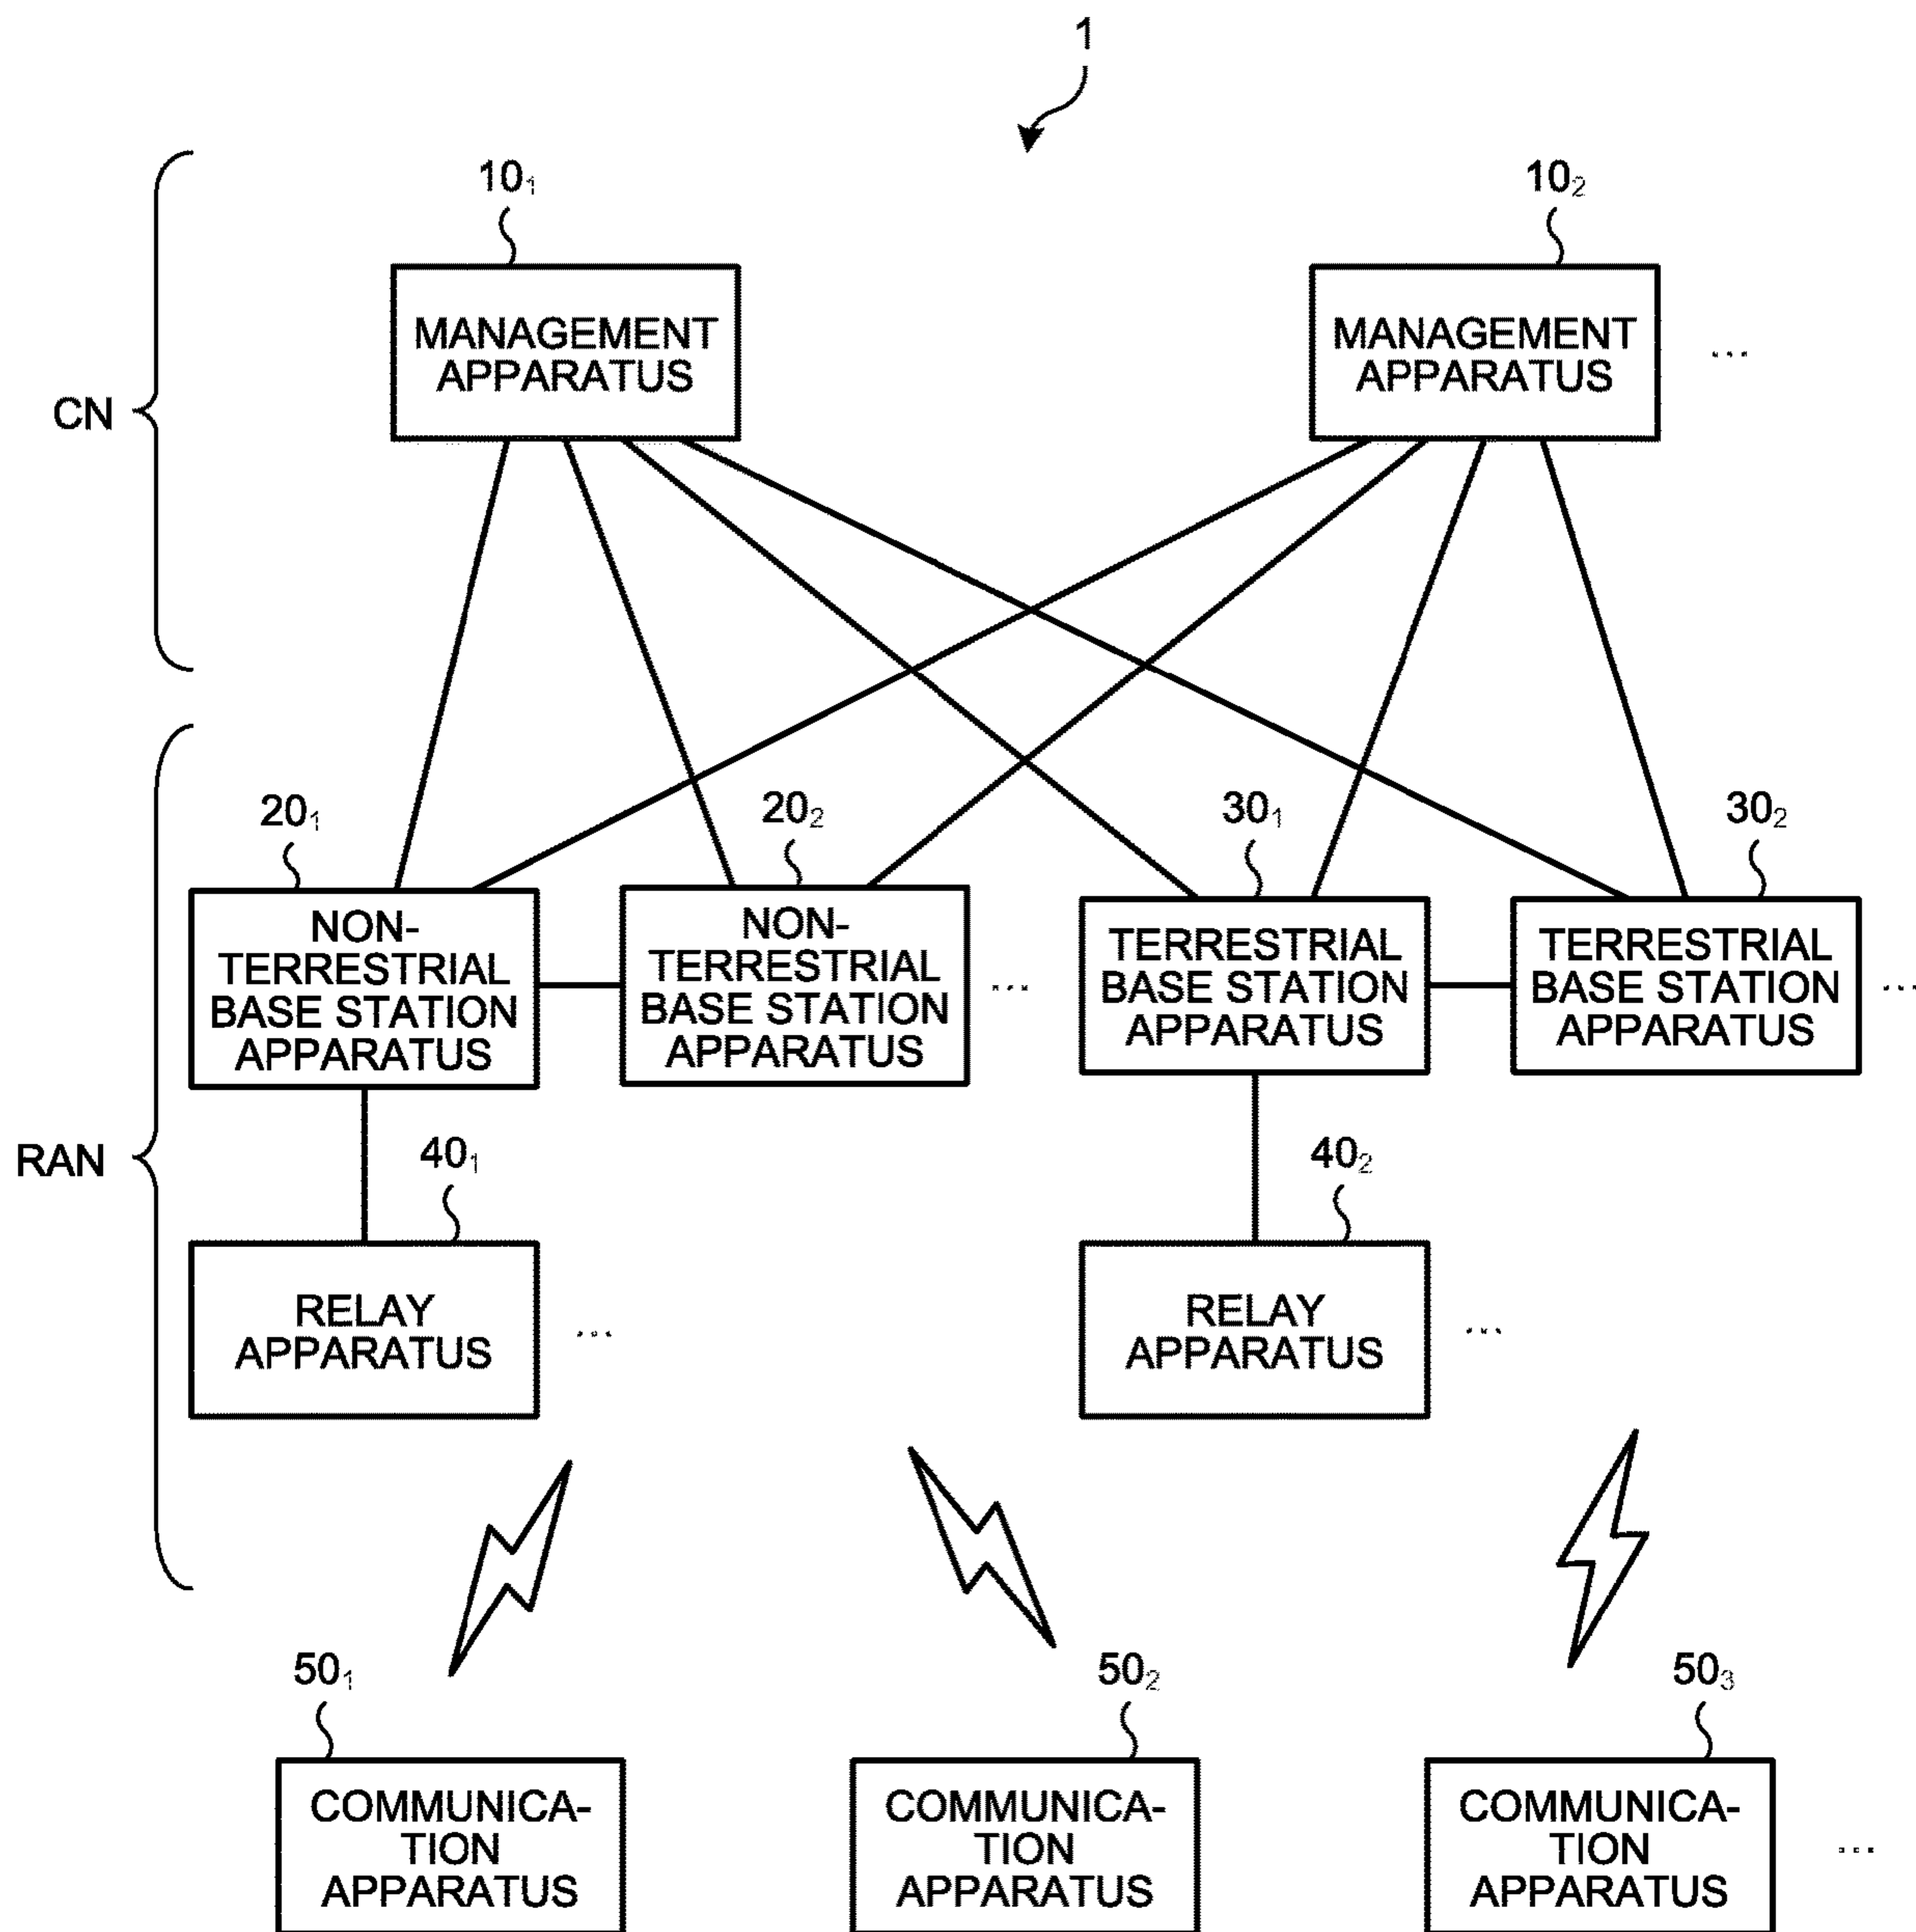 1
10₁
10₂
MANAGEMENT
APPARATUS
MANAGEMENT
APPARATUS
...
CN
20₁
20₂
30₁
30₂
NON-
TERRESTRIAL
BASE STATION
APPARATUS
NON-
TERRESTRIAL
BASE STATION
APPARATUS
...
TERRESTRIAL
BASE STATION
APPARATUS
TERRESTRIAL
BASE STATION
APPARATUS
...
RAN
40₁
40₂
RELAY
APPARATUS
...
RELAY
APPARATUS
...
50₁
50₂
50₃
COMMUNICA-
TION
APPARATUS
COMMUNICA-
TION
APPARATUS
COMMUNICA-
TION
APPARATUS
...